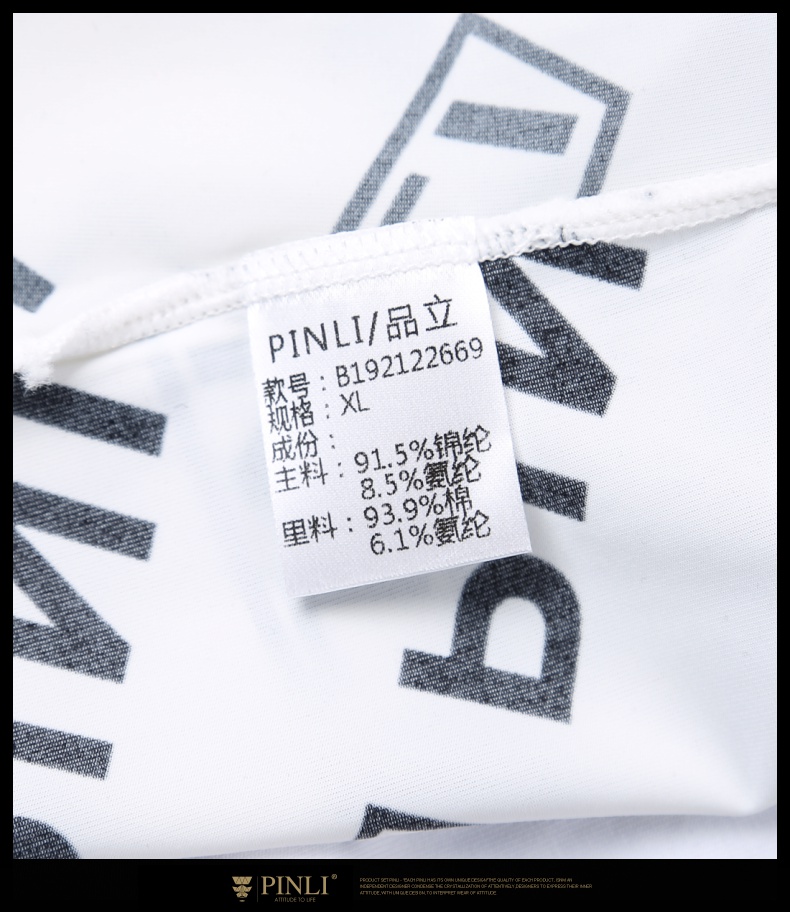 PINLI/品立
款号：B192122669
规格：XL
成份：
主料：91.5%锦纶
8.5%氨纶
里料：93.9%棉
6.1%氨纶
PINLI®
ATTITUDE TO LIFE